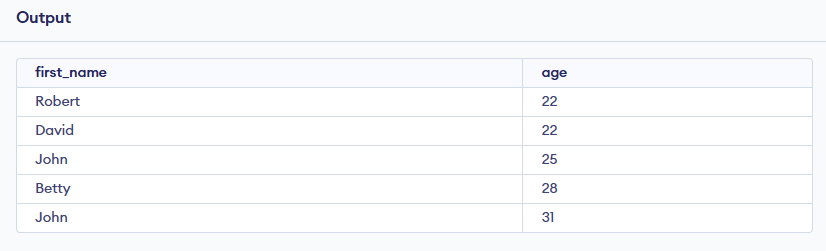 Output
first_name age
Robert 22
David 22
John 25
Betty 28
John 31